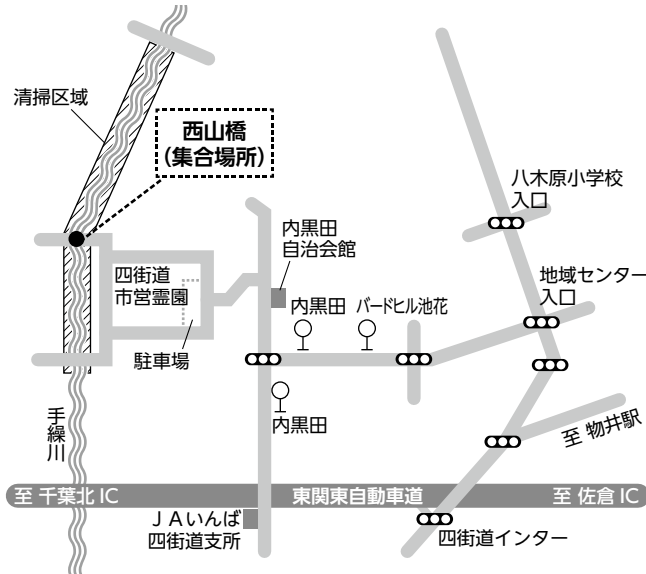 清掃区域
西山橋
(集合場所)
八木原小学校
入口
内黒田
自治会館
四街道
市営霊園
地域センター
入口
内黒田
バードヒル池花
駐車場
内黒田
手繰川
至 物井駅
至 千葉北 IC
東関東自動車道
至 佐倉 IC
ＪＡいんば
四街道支所
四街道インター